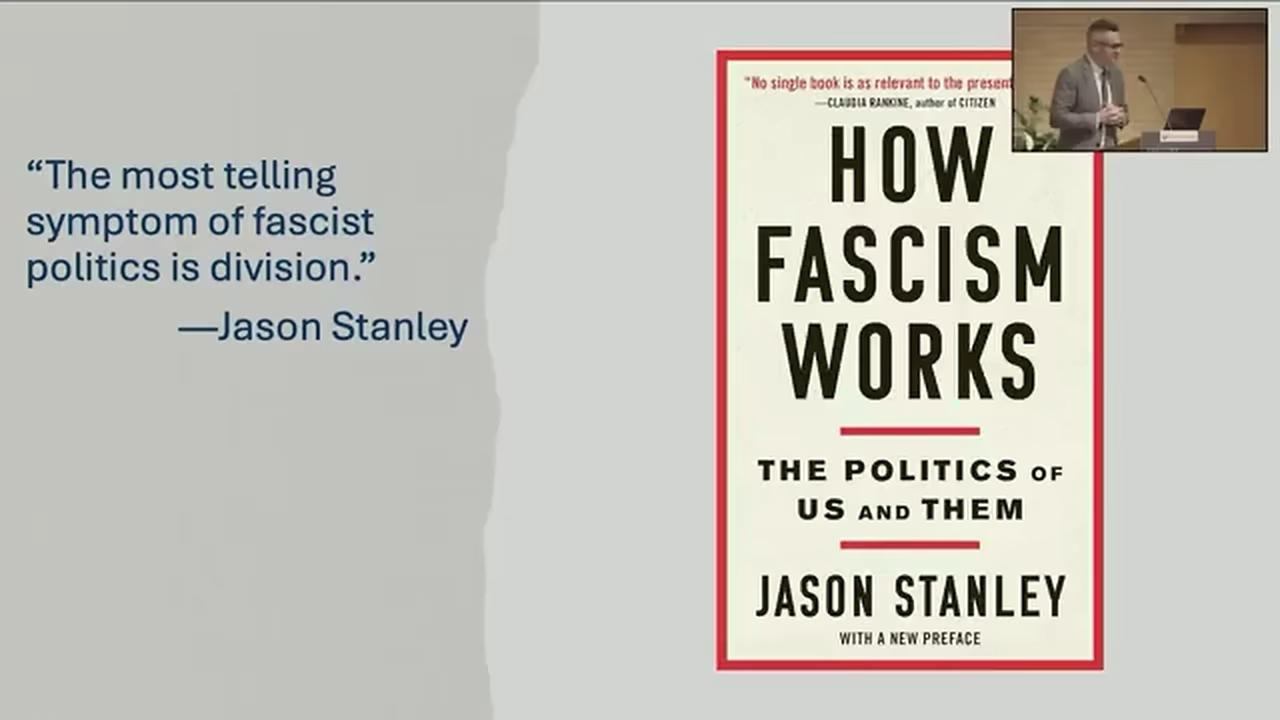 “The most telling
symptom of fascist
politics is division.”
—Jason Stanley
"No single book is as relevant to the present
—CLAUDIA RANKINE, author of CITIZEN
HOW
FASCISM
WORKS
THE POLITICS OF
US AND THEM
JASON STANLEY
WITH A NEW PREFACE